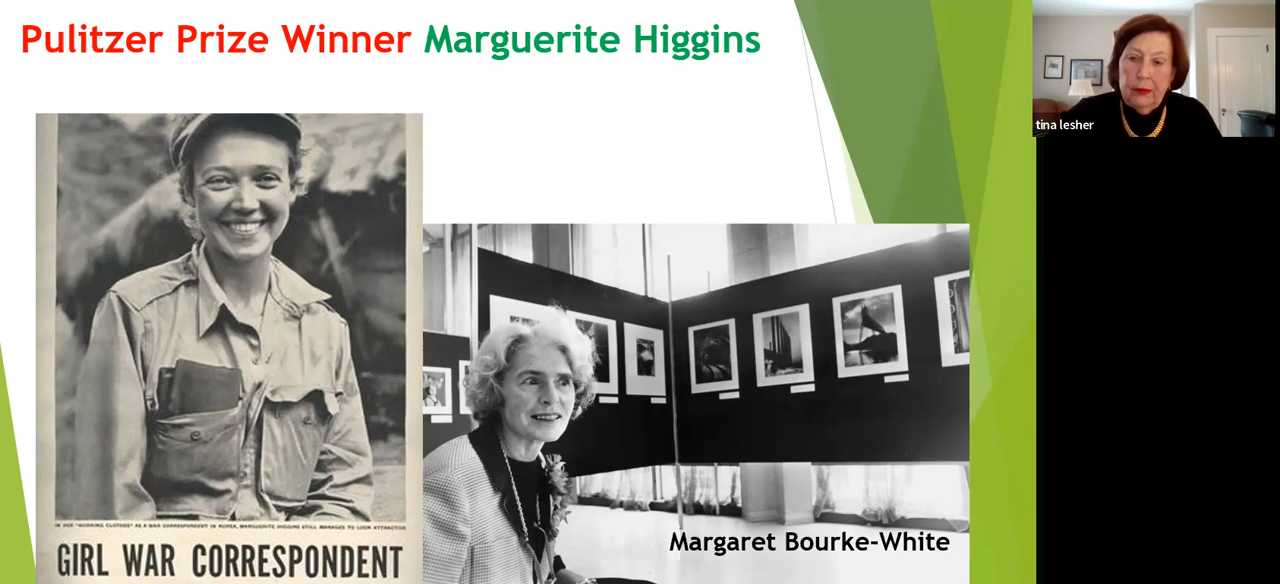 Pulitzer Prize Winner Marguerite Higgins
tina lesher
IN HER "WORKING CLOTHES" AS A WAR CORRESPONDENT IN KOREA, MARGUERITE HIGGINS STILL MANAGES TO LOOK ATTRACTIVE
GIRL WAR CORRESPONDENT
Margaret Bourke-White